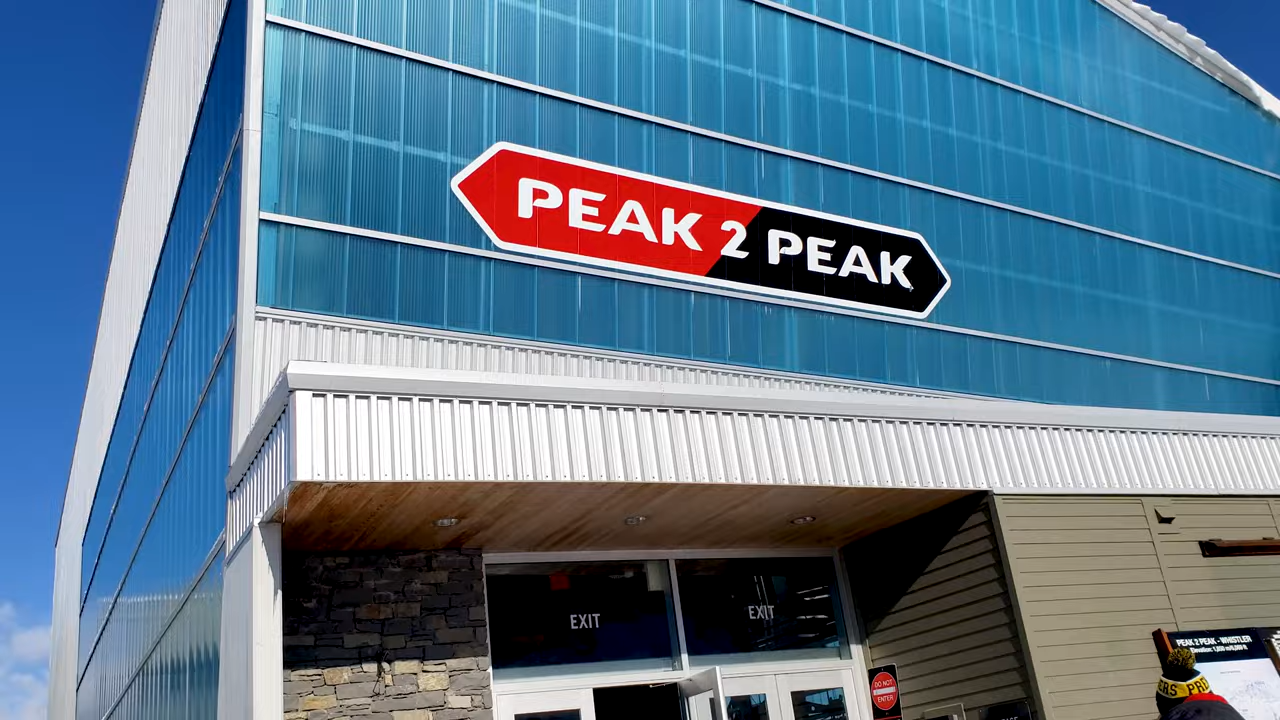 PEAK 2 PEAK
EXIT
EXIT
DO NOT
ENTER
PEAK 2 PEAK - WHISTLER